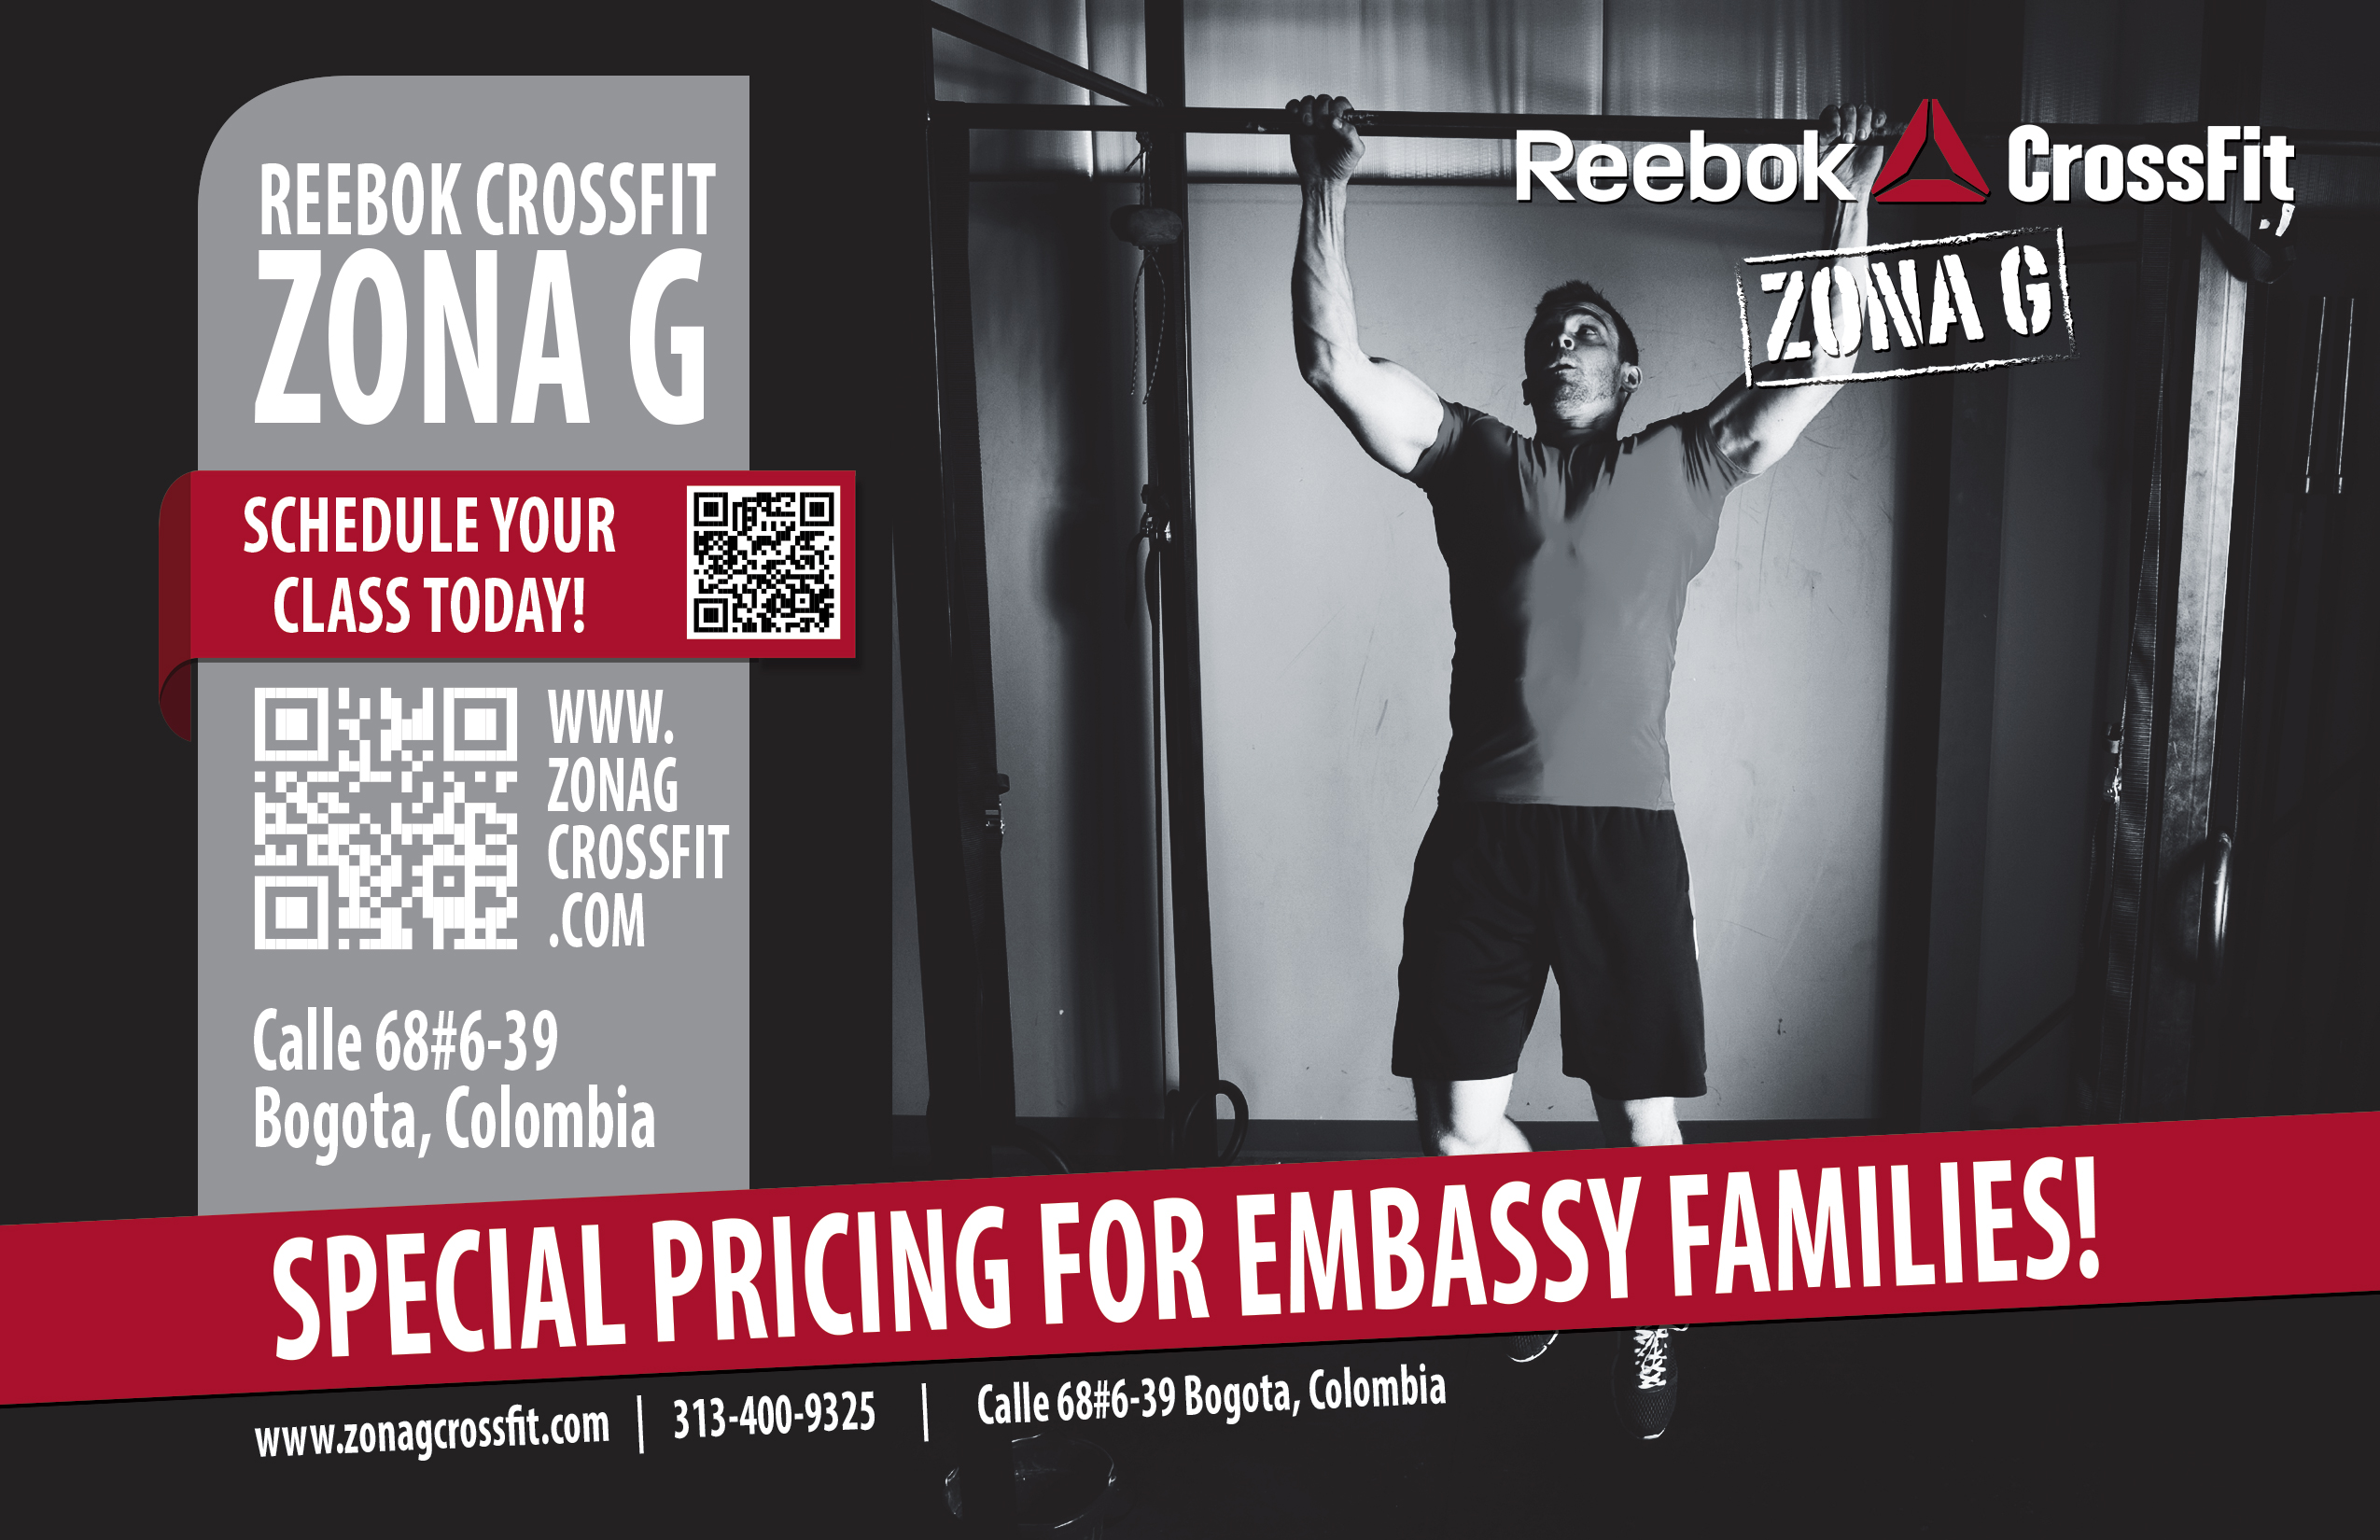 REEBOK CROSSFIT
ZONA G
SCHEDULE YOUR
CLASS TODAY!
WWW.
ZONAG
CROSSFIT
.COM
Calle 68#6-39
Bogota, Colombia
Reebok CrossFit
ZONA G
SPECIAL PRICING FOR EMBASSY FAMILIES!
www.zonagcrossfit.com | 313-400-9325 | Calle 68#6-39 Bogota, Colombia